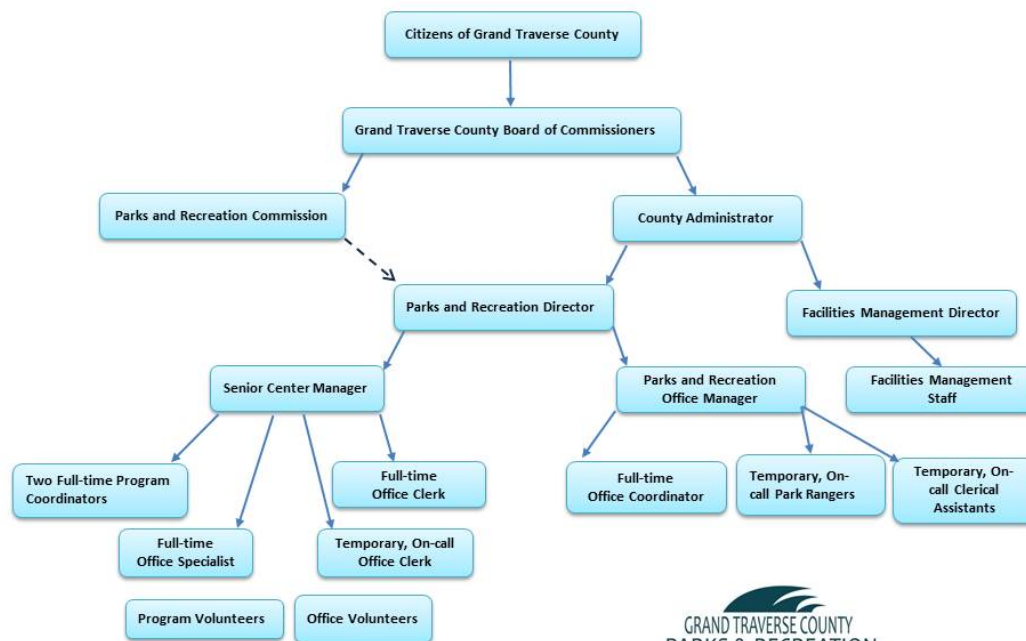 Citizens of Grand Traverse County
Grand Traverse County Board of Commissioners
Parks and Recreation Commission
County Administrator
Parks and Recreation Director
Facilities Management Director
Senior Center Manager
Parks and Recreation
Office Manager
Facilities Management
Staff
Two Full-time Program
Coordinators
Full-time
Office Clerk
Full-time
Office Coordinator
Temporary, On-
call Park Rangers
Temporary, On-
call Clerical
Assistants
Full-time
Office Specialist
Temporary, On-call
Office Clerk
Program Volunteers
Office Volunteers
GRAND TRAVERSE COUNTY
PARKS & RECREATION